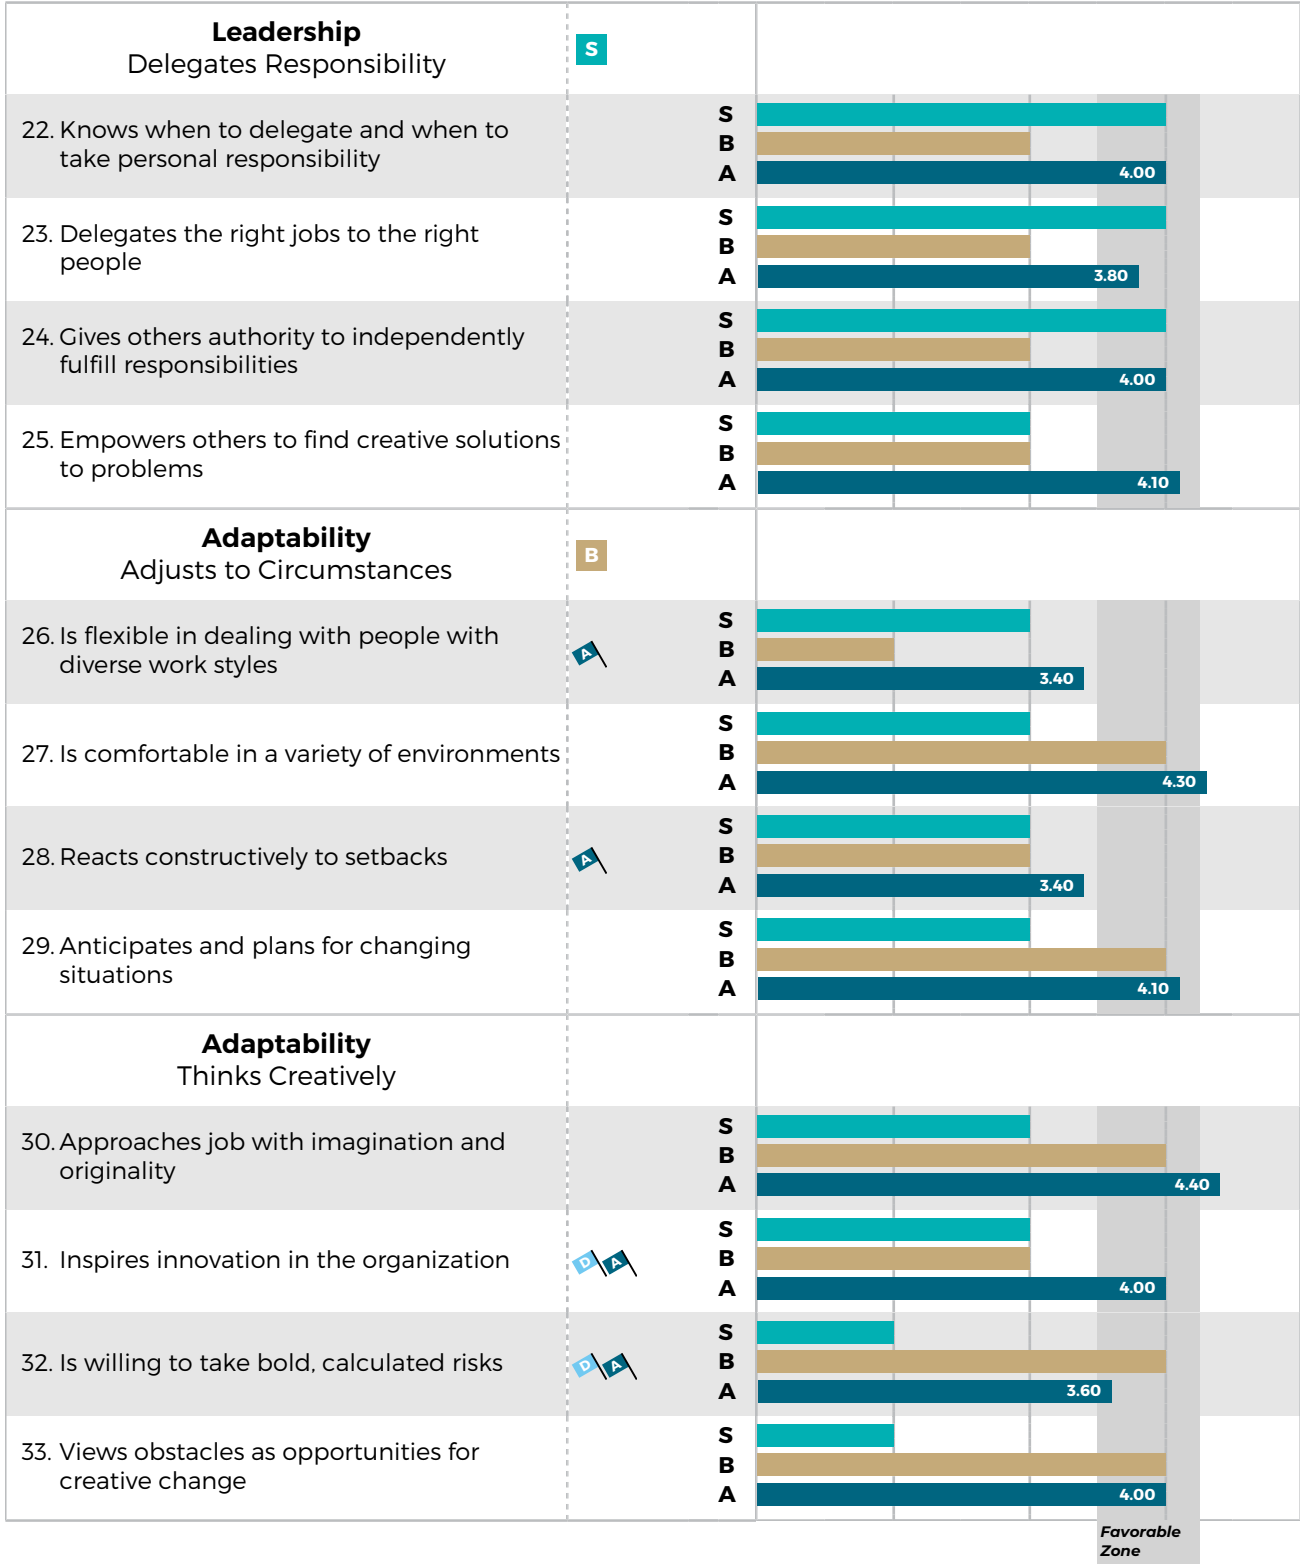 Leadership
Delegates Responsibility
S
22. Knows when to delegate and when to
take personal responsibility
S
B
A
4.00
23. Delegates the right jobs to the right
people
S
B
A
3.80
24. Gives others authority to independently
fulfill responsibilities
S
B
A
4.00
25. Empowers others to find creative solutions
to problems
S
B
A
4.10
Adaptability
Adjusts to Circumstances
B
26. Is flexible in dealing with people with
diverse work styles
A
S
B
A
3.40
27. Is comfortable in a variety of environments
S
B
A
4.30
28. Reacts constructively to setbacks
A
S
B
A
3.40
29. Anticipates and plans for changing
situations
S
B
A
4.10
Adaptability
Thinks Creatively
30. Approaches job with imagination and
originality
S
B
A
4.40
31. Inspires innovation in the organization
D A
S
B
A
4.00
32. Is willing to take bold, calculated risks
D A
S
B
A
3.60
33. Views obstacles as opportunities for
creative change
S
B
A
4.00
Favorable
Zone